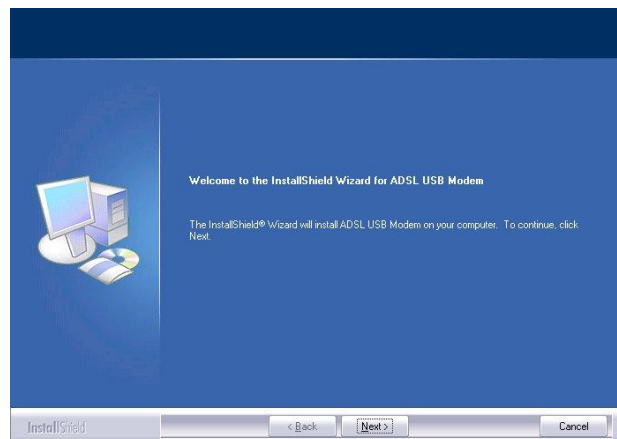 Welcome to the InstallShield Wizard for ADSL USB Modem
The InstallShield® Wizard will install ADSL USB Modem on your computer. To continue, click
Next.
InstallShield
< Back
Next >
Cancel